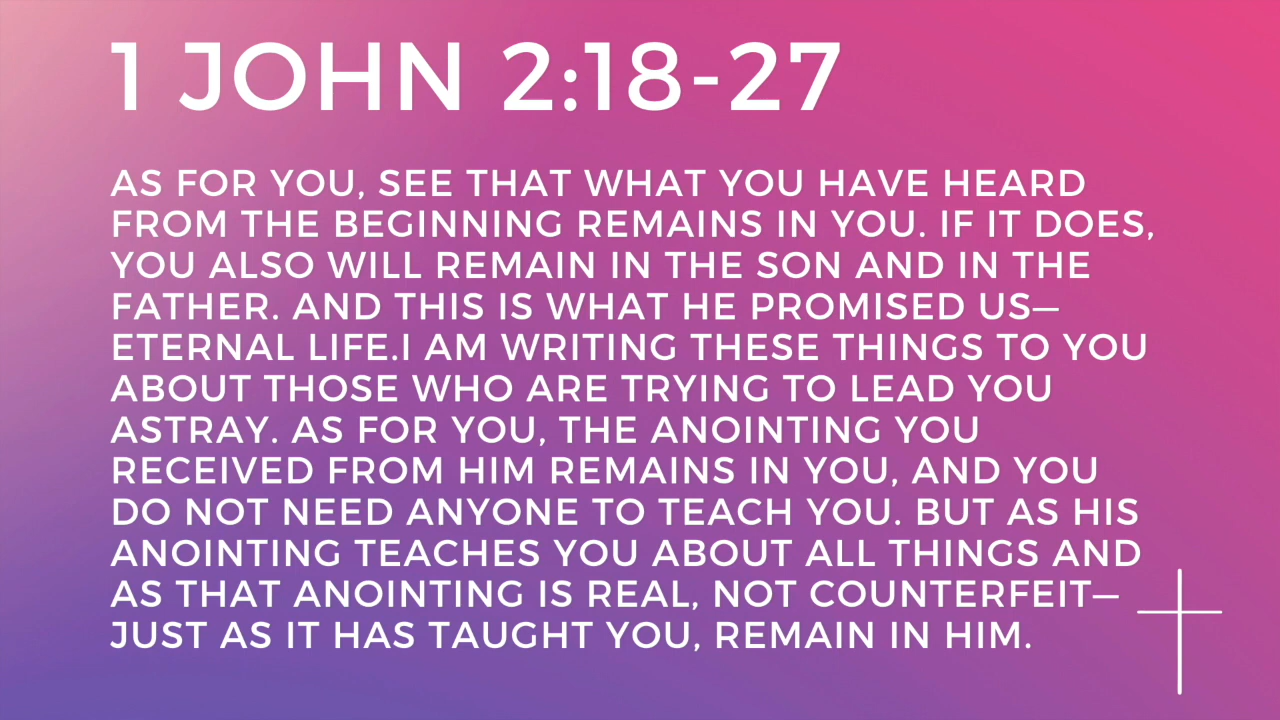 1 JOHN 2:18-27
AS FOR YOU, SEE THAT WHAT YOU HAVE HEARD
FROM THE BEGINNING REMAINS IN YOU. IF IT DOES,
YOU ALSO WILL REMAIN IN THE SON AND IN THE
FATHER. AND THIS IS WHAT HE PROMISED US—
ETERNAL LIFE.I AM WRITING THESE THINGS TO YOU
ABOUT THOSE WHO ARE TRYING TO LEAD YOU
ASTRAY. AS FOR YOU, THE ANOINTING YOU
RECEIVED FROM HIM REMAINS IN YOU, AND YOU
DO NOT NEED ANYONE TO TEACH YOU. BUT AS HIS
ANOINTING TEACHES YOU ABOUT ALL THINGS AND
AS THAT ANOINTING IS REAL, NOT COUNTERFEIT—
JUST AS IT HAS TAUGHT YOU, REMAIN IN HIM.